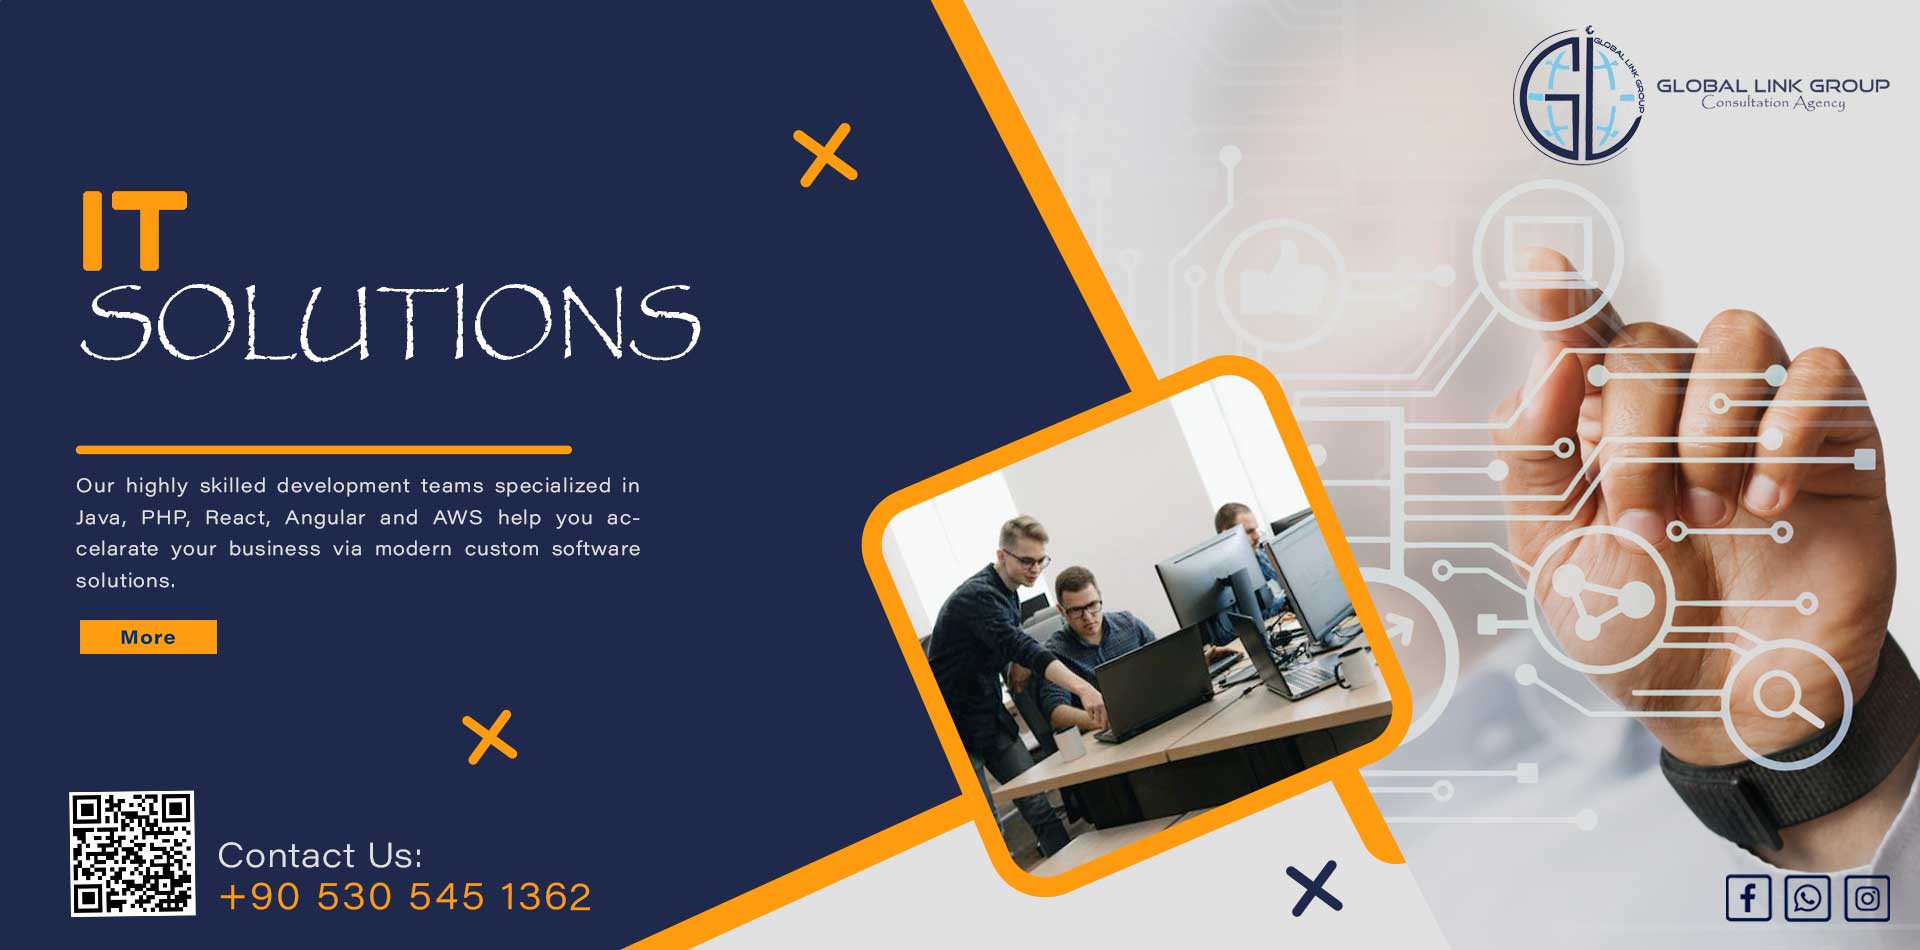 GLOBAL LINK GROUP
GLOBAL LINK GROUP
Consultation Agency
IT
SOLUTIONS
Our highly skilled development teams specialized in
Java, PHP, React, Angular and AWS help you ac-
celarate your business via modern custom software
solutions.
More
Contact Us:
+90 530 545 1362